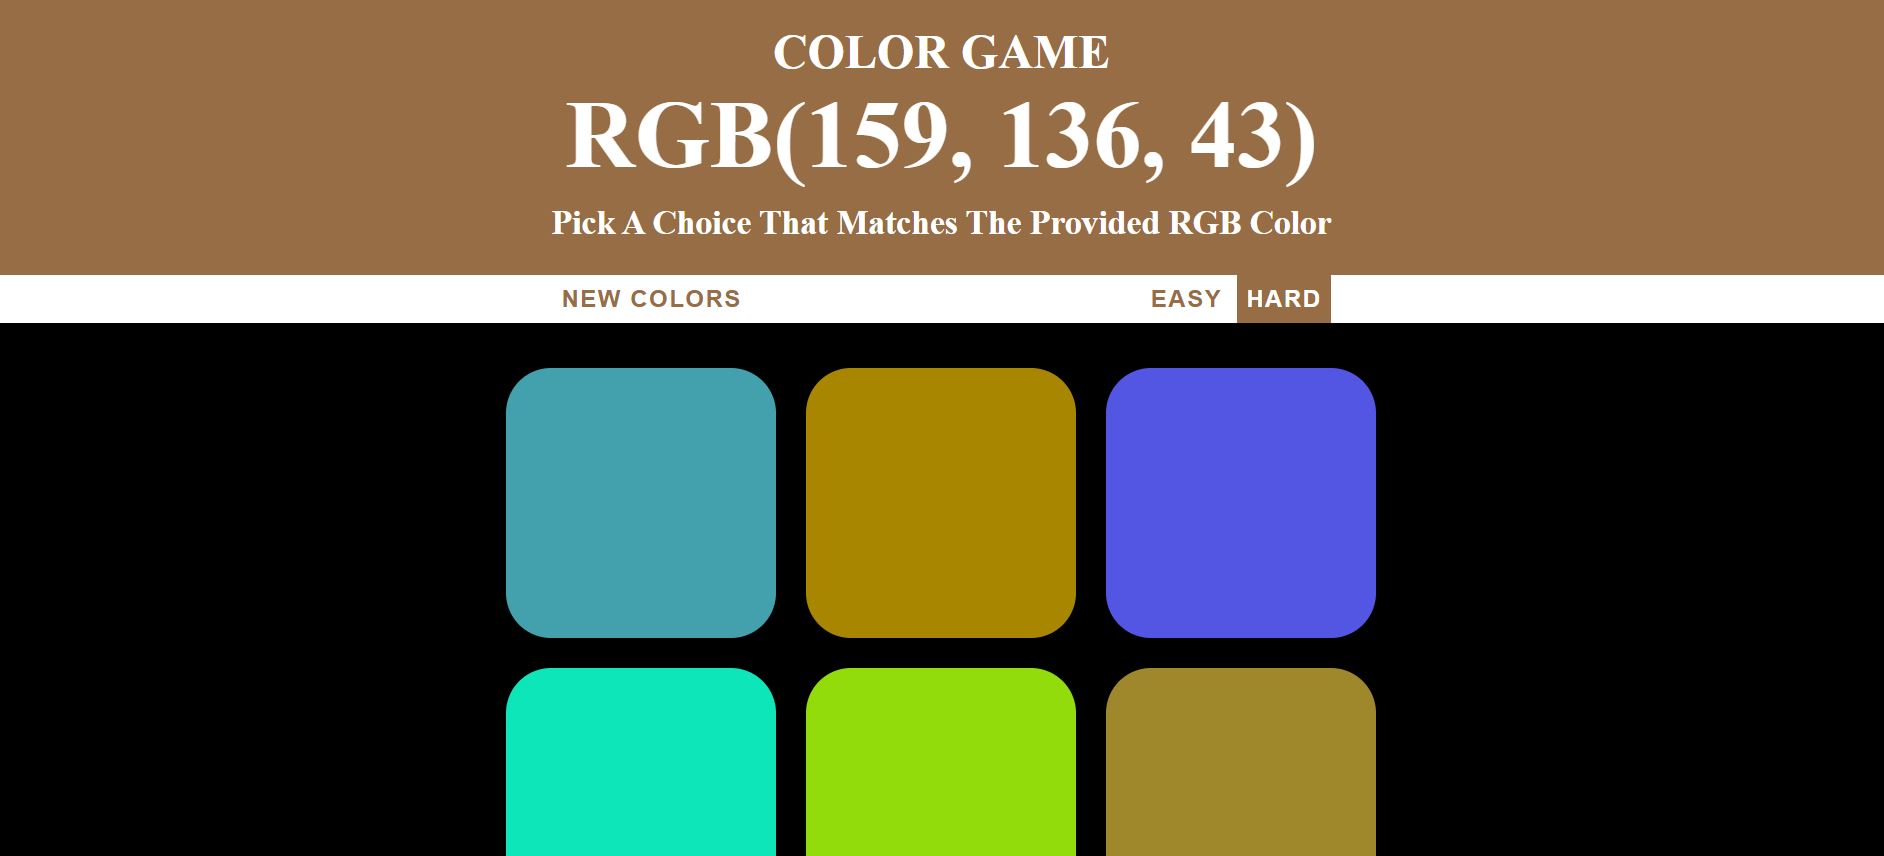 COLOR GAME
RGB(159, 136, 43)
Pick A Choice That Matches The Provided RGB Color
NEW COLORS EASY HARD